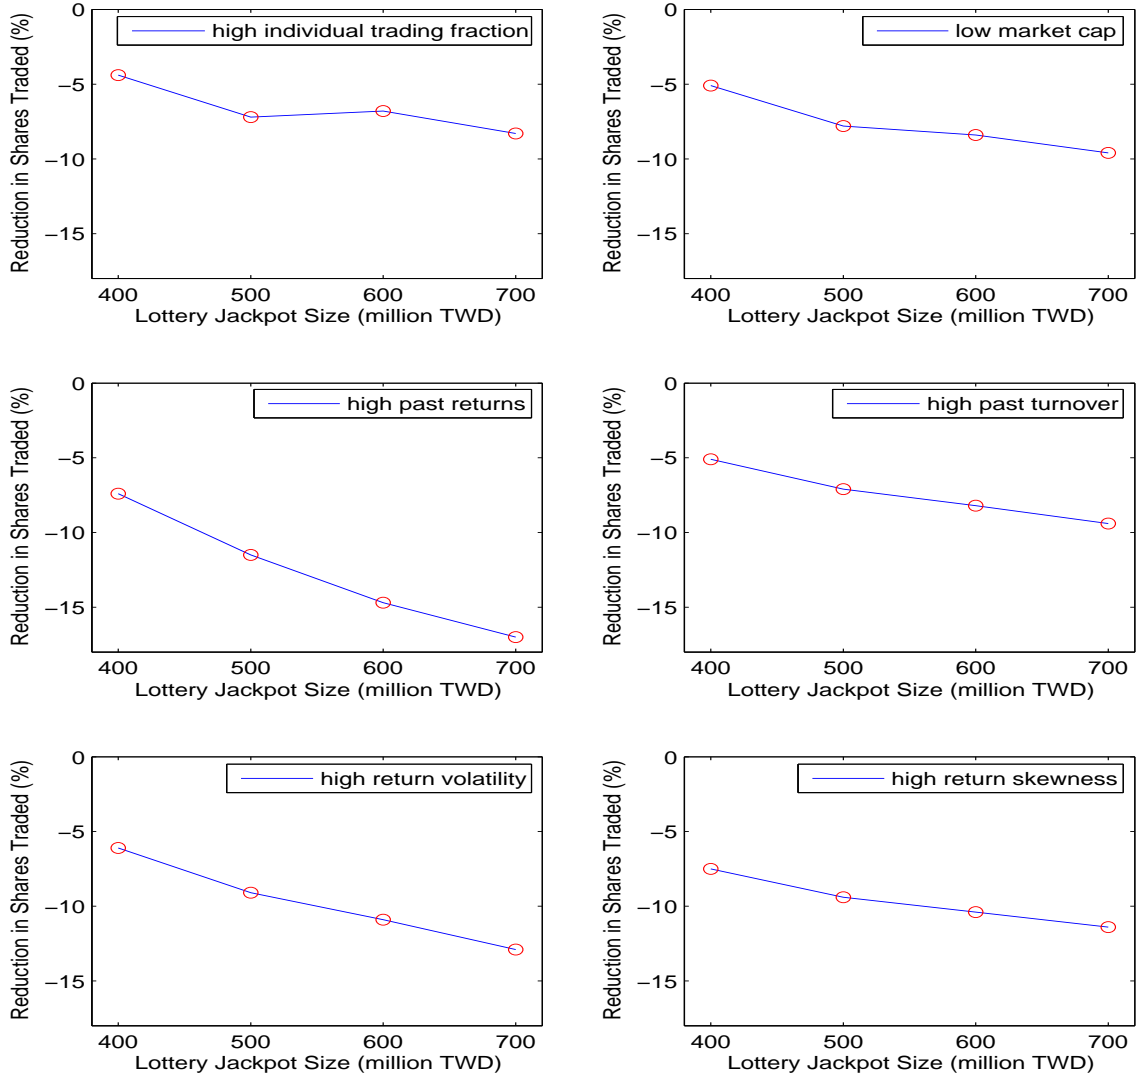 0
−5
−10
−15
400 500 600 700
Lottery Jackpot Size (million TWD)
Reduction in Shares Traded (%)
high individual trading fraction
0
−5
−10
−15
400 500 600 700
Lottery Jackpot Size (million TWD)
Reduction in Shares Traded (%)
low market cap
0
−5
−10
−15
400 500 600 700
Lottery Jackpot Size (million TWD)
Reduction in Shares Traded (%)
high past returns
0
−5
−10
−15
400 500 600 700
Lottery Jackpot Size (million TWD)
Reduction in Shares Traded (%)
high past turnover
0
−5
−10
−15
400 500 600 700
Lottery Jackpot Size (million TWD)
Reduction in Shares Traded (%)
high return volatility
0
−5
−10
−15
400 500 600 700
Lottery Jackpot Size (million TWD)
Reduction in Shares Traded (%)
high return skewness